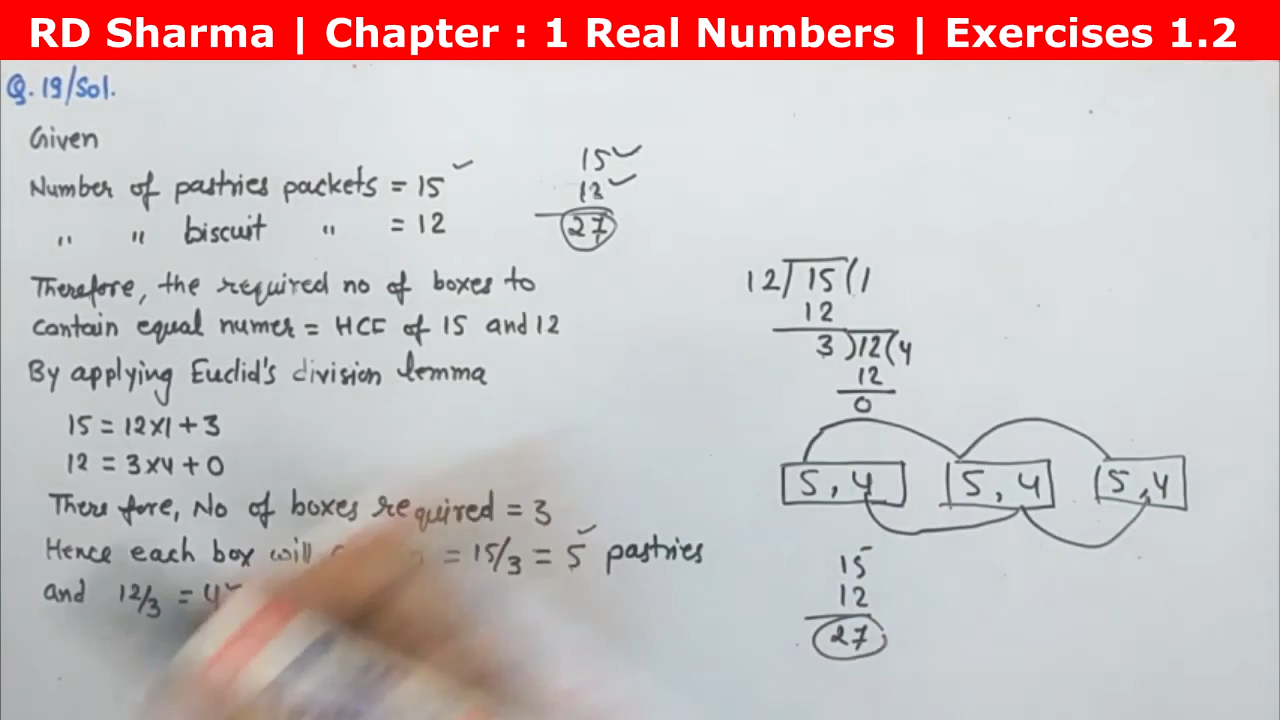 RD Sharma | Chapter : 1 Real Numbers | Exercises 1.2
Q. 19/Sol.
Given
Number of pastries packets = 15 ✓
" " biscuit " = 12
15 ✓
12 ✓
27
Therefore, the required no of boxes to
contain equal numer = HCF of 15 and 12
By applying Euclid's division lemma
15 = 12x1 + 3
12 = 3x4 + 0
There fore, No of boxes required = 3
Hence each box will = 15/3 = 5 pastries
and 12/3 = 4
12 ) 15 ( 1
12
3 ) 12 ( 4
12
0
5, 4 5, 4 5, 4
15
12
27